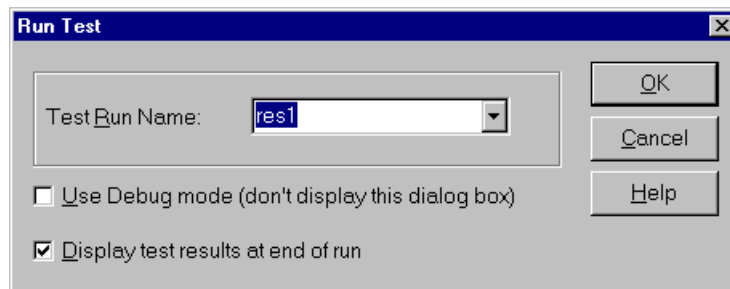 Run Test
OK
Test Run Name: res1
Cancel
Use Debug mode (don't display this dialog box)
Help
Display test results at end of run